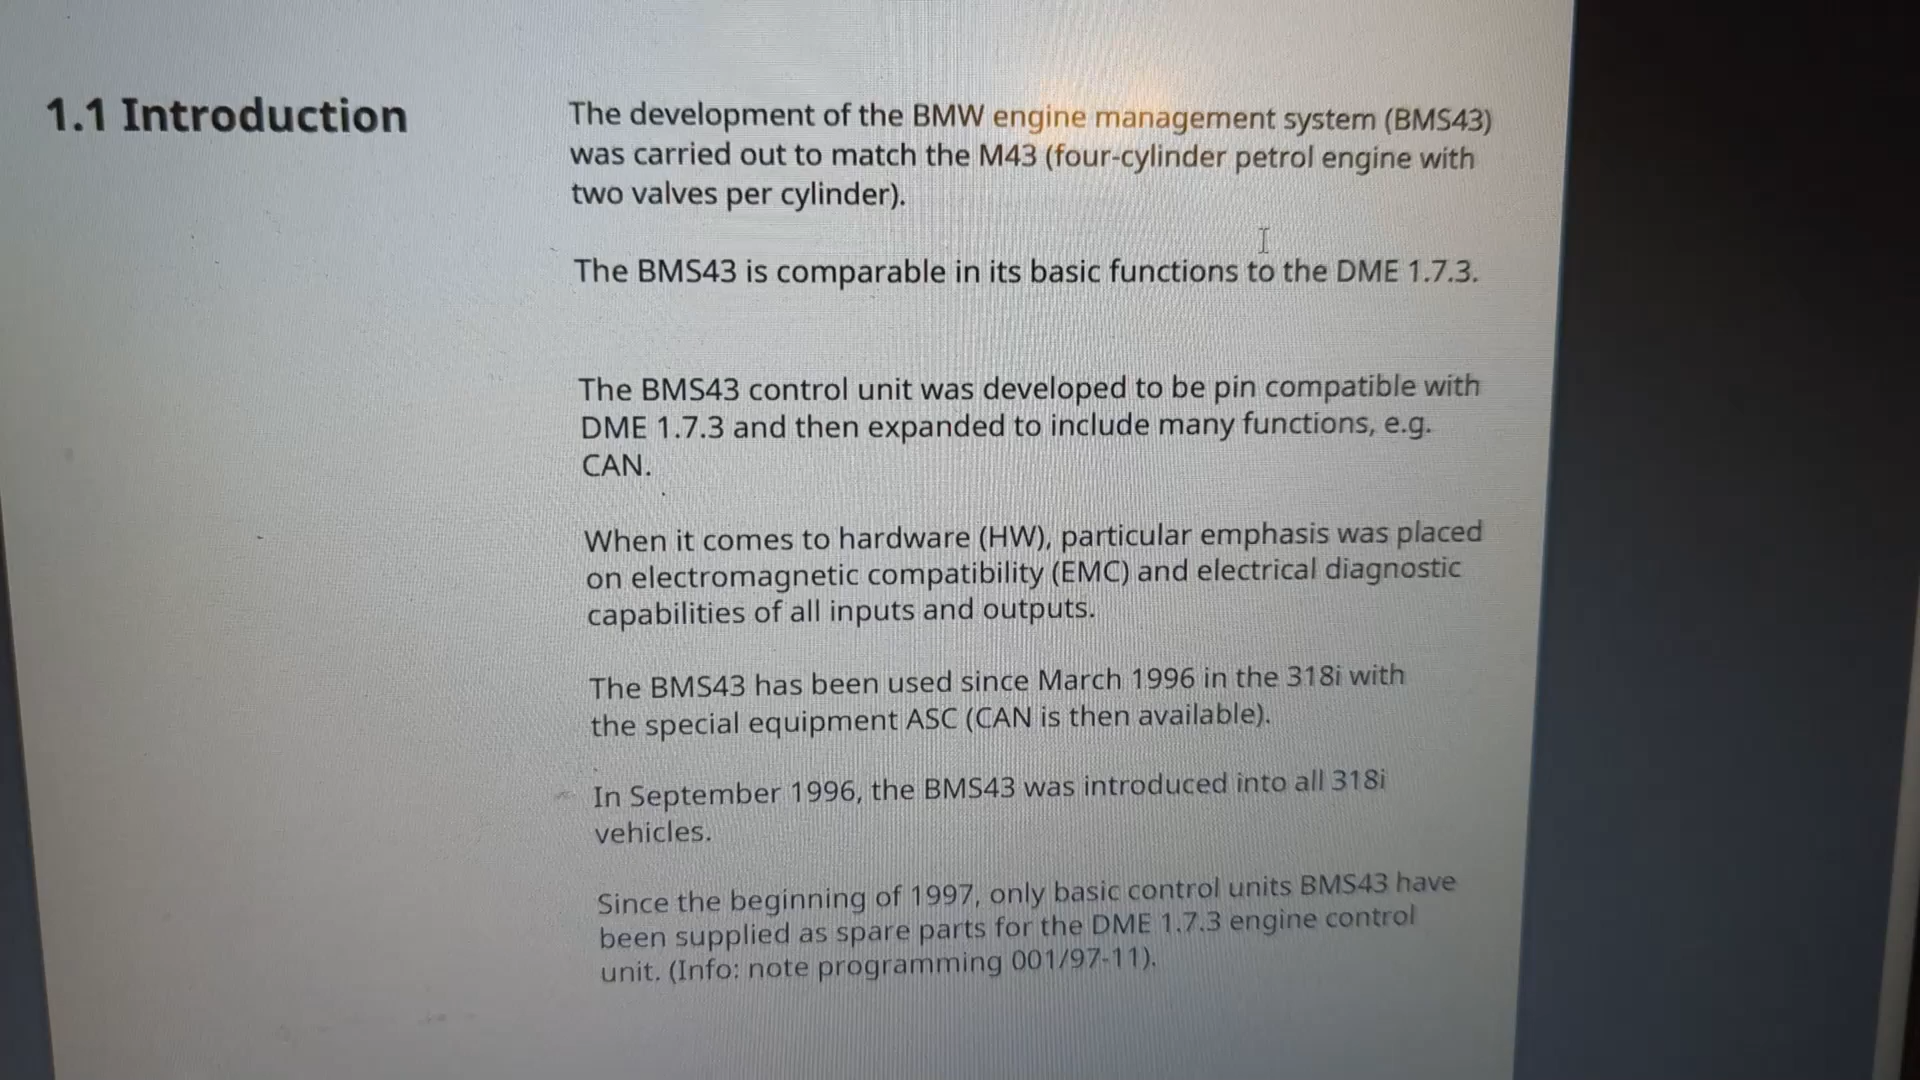 1.1 Introduction
The development of the BMW engine management system (BMS43)
was carried out to match the M43 (four-cylinder petrol engine with
two valves per cylinder).
The BMS43 is comparable in its basic functions to the DME 1.7.3.
The BMS43 control unit was developed to be pin compatible with
DME 1.7.3 and then expanded to include many functions, e.g.
CAN.
When it comes to hardware (HW), particular emphasis was placed
on electromagnetic compatibility (EMC) and electrical diagnostic
capabilities of all inputs and outputs.
The BMS43 has been used since March 1996 in the 318i with
the special equipment ASC (CAN is then available).
In September 1996, the BMS43 was introduced into all 318i
vehicles.
Since the beginning of 1997, only basic control units BMS43 have
been supplied as spare parts for the DME 1.7.3 engine control
unit. (Info: note programming 001/97-11).